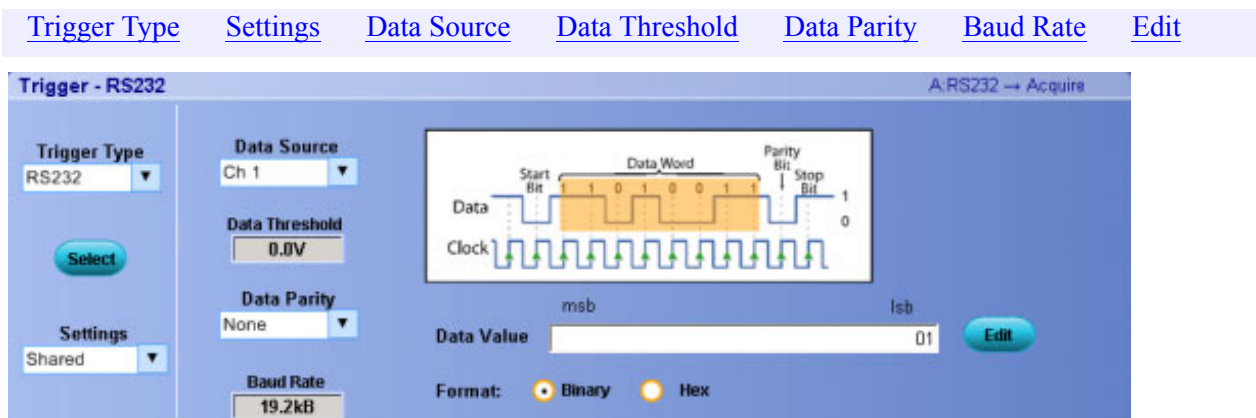 Trigger Type Settings Data Source Data Threshold Data Parity Baud Rate Edit
Trigger - RS232
A:RS232 → Acquire
Trigger Type
RS232
Select
Settings
Shared
Data Source
Ch 1
Data Threshold
0.0V
Data Parity
None
Baud Rate
19.2kB
Data Word
Start Bit
Parity Bit
Stop Bit
1 1 0 1 0 0 1 1
Data
1
0
Clock
msb
lsb
Data Value
01
Edit
Format:
Binary
Hex